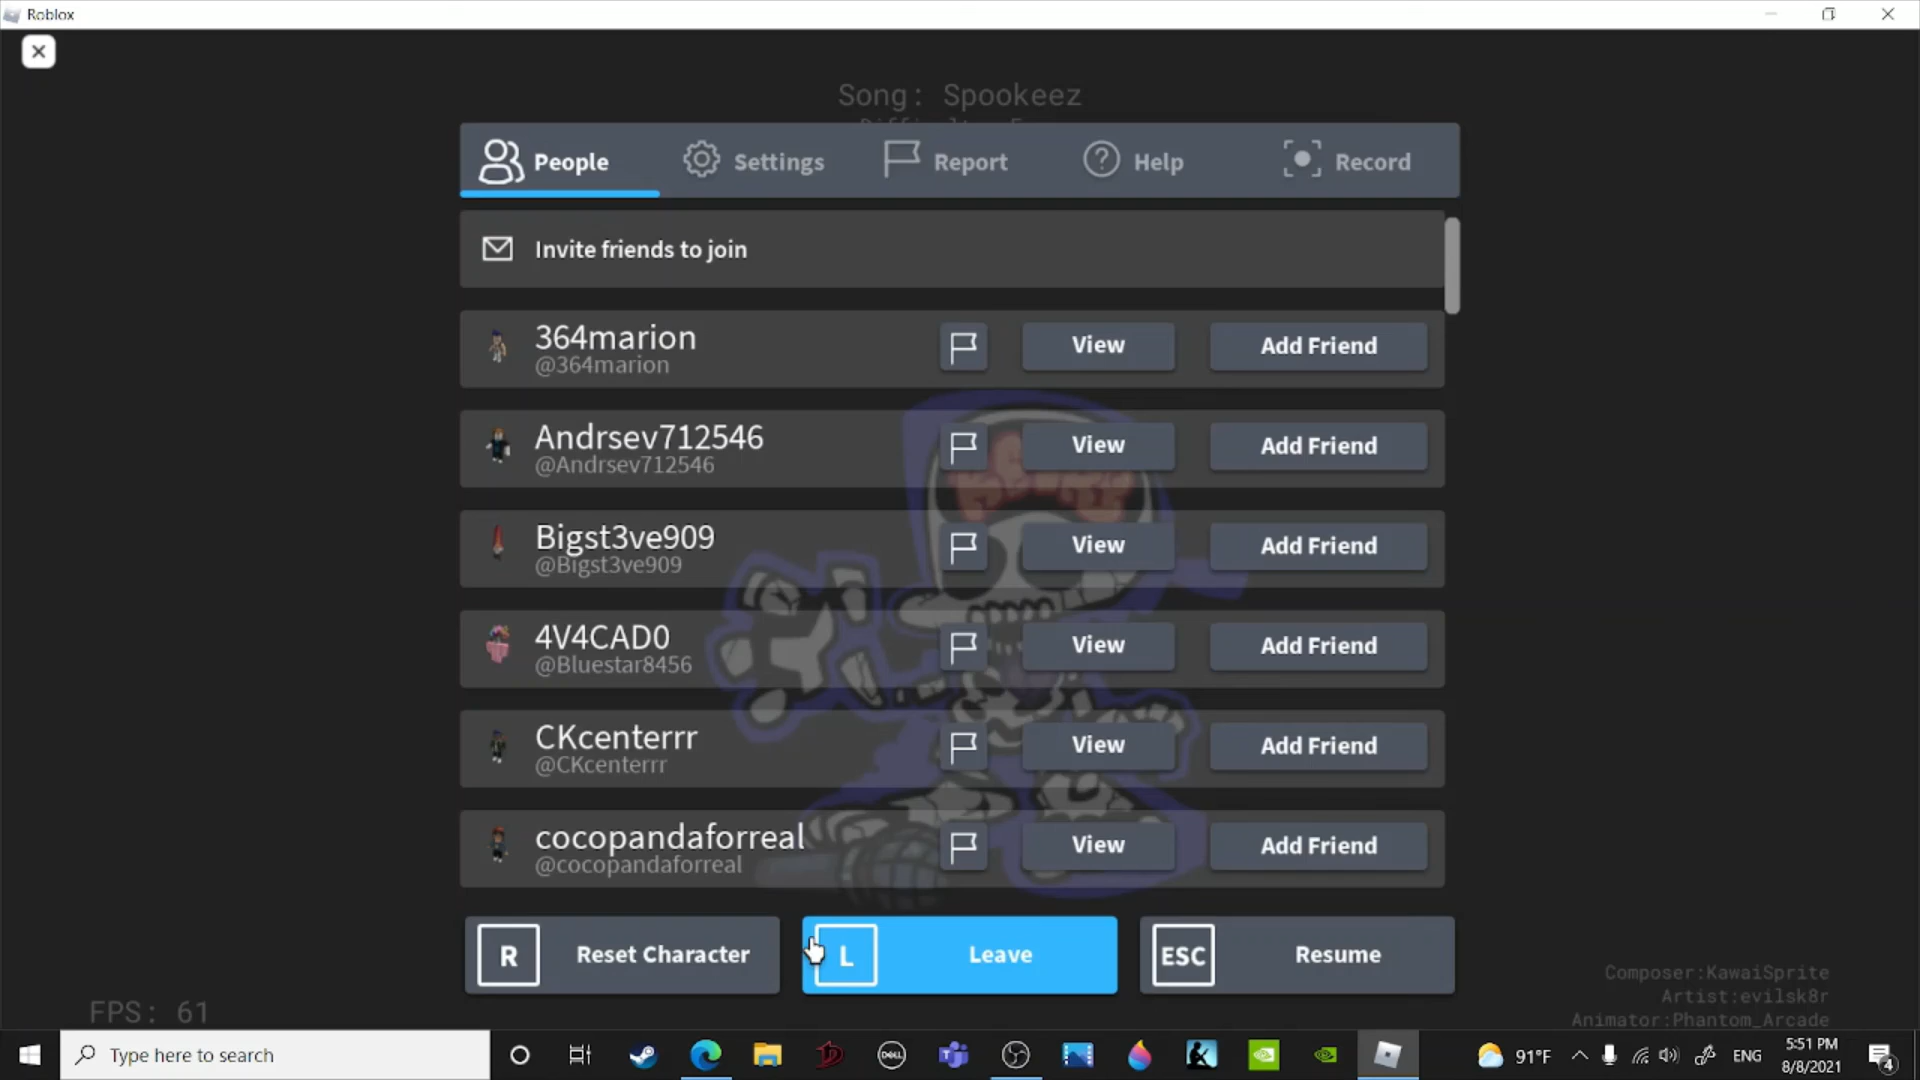 Roblox
Song: Spookeez
People
Settings
Report
Help
Record
Invite friends to join
364marion
@364marion
View
Add Friend
Andrsev712546
@Andrsev712546
View
Add Friend
Bigst3ve909
@Bigst3ve909
View
Add Friend
4V4CAD0
@Bluestar8456
View
Add Friend
CKcenterrr
@CKcenterrr
View
Add Friend
cocopandaforreal
@cocopandaforreal
View
Add Friend
R Reset Character
L Leave
ESC Resume
Composer:KawaiSprite
Artist:evilsk8r
Animator:Phantom_Arcade
FPS: 61
Type here to search
DELL
91°F
ENG
5:51 PM
8/8/2021
4